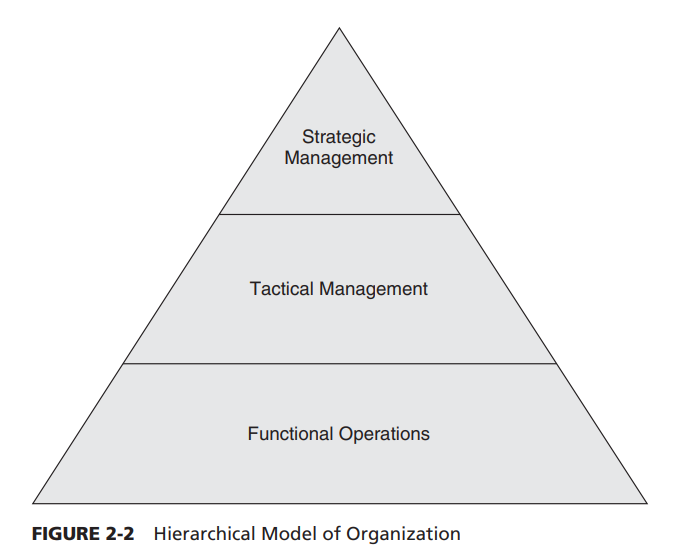 Strategic
Management
Tactical Management
Functional Operations
FIGURE 2-2 Hierarchical Model of Organization